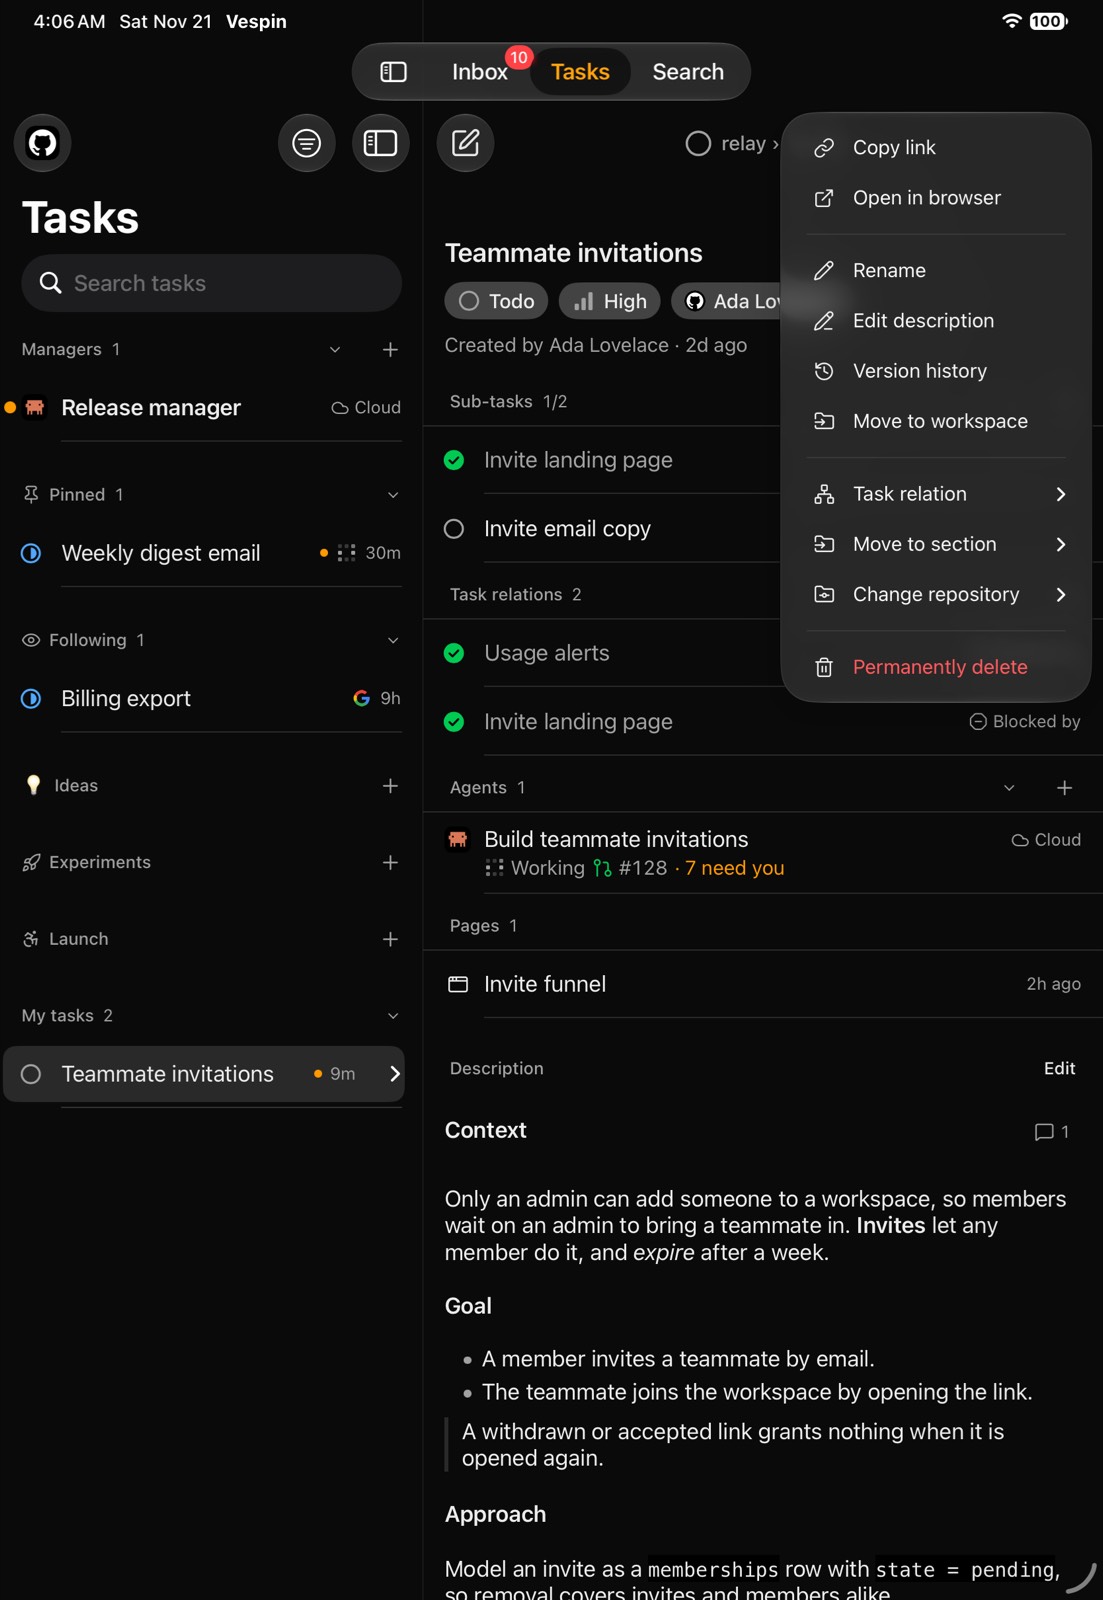 4:06 AM Sat Nov 21 Vespin
100
Inbox
10
Tasks
Search
Tasks
Search tasks
Managers 1
Release manager
Cloud
Pinned 1
Weekly digest email
30m
Following 1
Billing export
9h
Ideas
Experiments
Launch
My tasks 2
Teammate invitations
9m
relay ›
Teammate invitations
Todo
High
Ada
Created by Ada Lovelace · 2d ago
Sub-tasks 1/2
Invite landing page
Invite email copy
Task relations 2
Usage alerts
Invite landing page
Blocked by
Agents 1
Build teammate invitations
Cloud
Working #128 · 7 need you
Pages 1
Invite funnel
2h ago
Description
Edit
Context
1
Only an admin can add someone to a workspace, so members
wait on an admin to bring a teammate in. Invites let any
member do it, and expire after a week.
Goal
• A member invites a teammate by email.
• The teammate joins the workspace by opening the link.
A withdrawn or accepted link grants nothing when it is
opened again.
Approach
Model an invite as a memberships row with state = pending,
so removal covers invites and members alike
Copy link
Open in browser
Rename
Edit description
Version history
Move to workspace
Task relation
Move to section
Change repository
Permanently delete